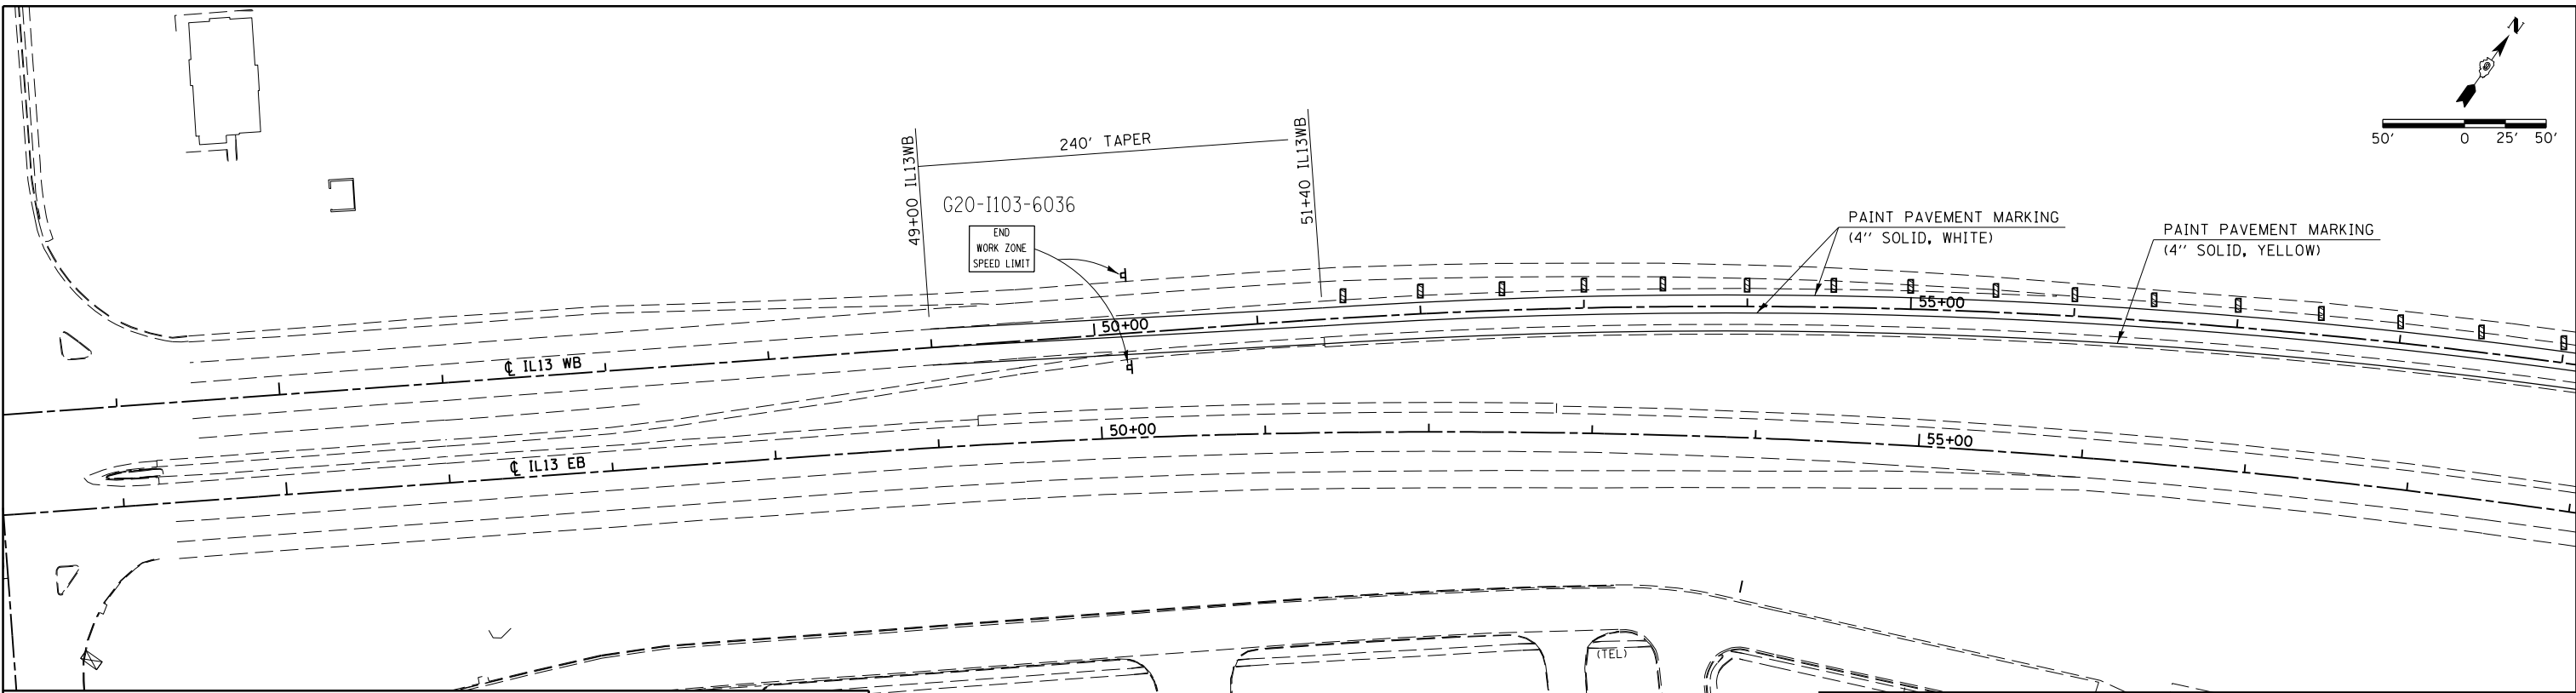 N
50' 0 25' 50'
240' TAPER
49+00 IL13WB
51+40 IL13WB
G20-I103-6036
END
WORK ZONE
SPEED LIMIT
PAINT PAVEMENT MARKING
(4" SOLID, WHITE)
PAINT PAVEMENT MARKING
(4" SOLID, YELLOW)
55+00
50+00
℄ IL13 WB
50+00
55+00
℄ IL13 EB
(TEL)